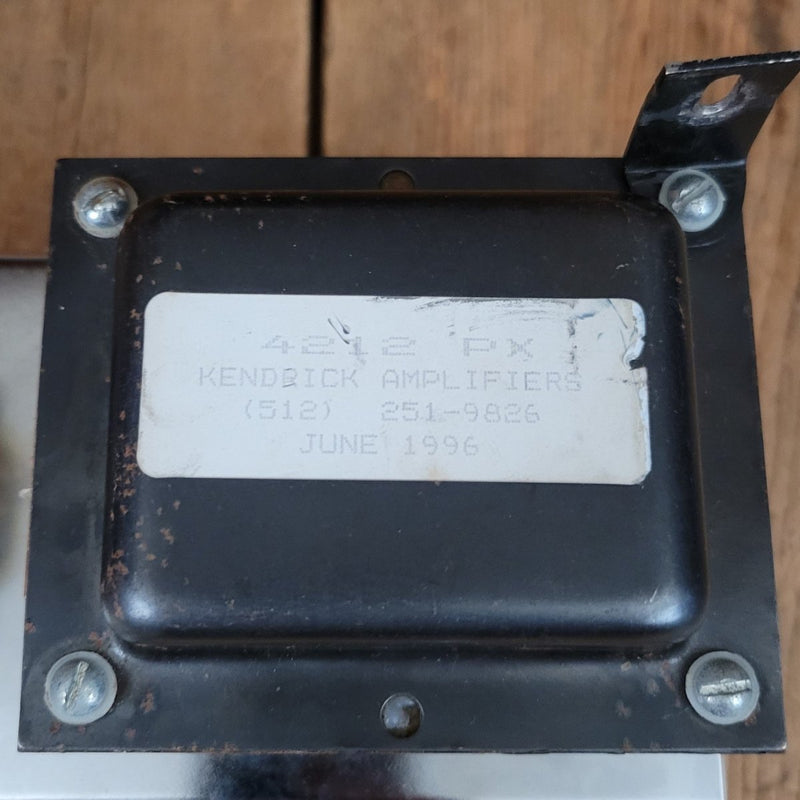 4212 PX
KENDRICK AMPLIFIERS
(512) 251-9826
JUNE 1996